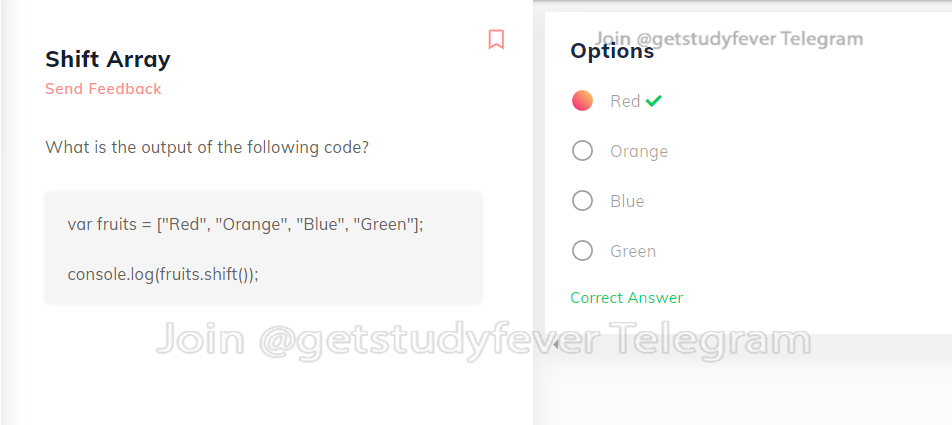 Shift Array
Send Feedback
What is the output of the following code?
var fruits = ["Red", "Orange", "Blue", "Green"];
console.log(fruits.shift());
Join @getstudyfever Telegram
Options
Red
Orange
Blue
Green
Correct Answer
Join @getstudyfever Telegram